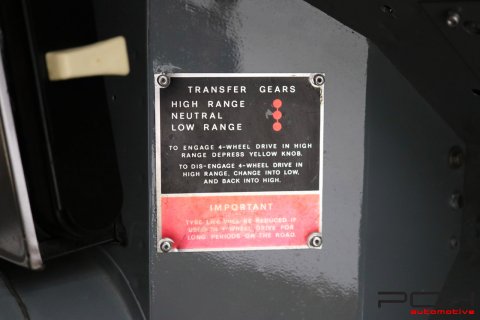 TRANSFER GEARS
HIGH RANGE
NEUTRAL
LOW RANGE
TO ENGAGE 4-WHEEL DRIVE IN HIGH
RANGE DEPRESS YELLOW KNOB.
TO DIS-ENGAGE 4-WHEEL DRIVE IN
HIGH RANGE, CHANGE INTO LOW,
AND BACK INTO HIGH.
IMPORTANT
TYRE LIFE WILL BE REDUCED IF
USING IN 4-WHEEL DRIVE FOR
LONG PERIODS ON THE ROAD
automotive